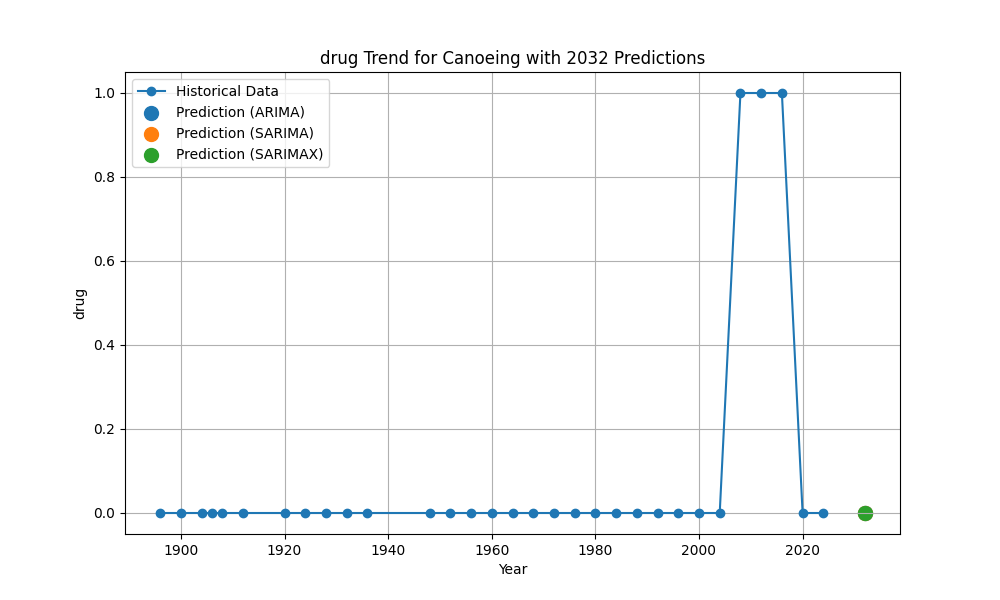 drug Trend for Canoeing with 2032 Predictions
Historical Data
Prediction (ARIMA)
Prediction (SARIMA)
Prediction (SARIMAX)
1.0
0.8
0.6
0.4
0.2
0.0
drug
1900
1920
1940
1960
1980
2000
2020
Year